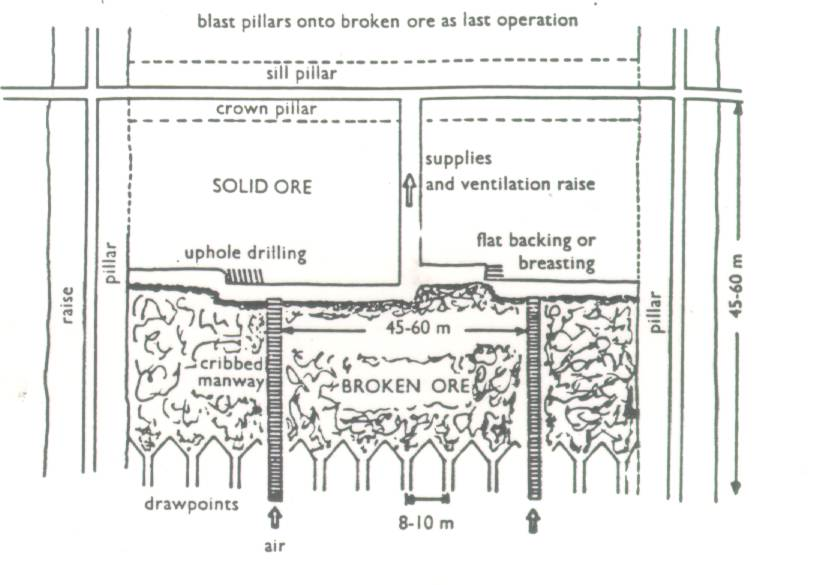 blast pillars onto broken ore as last operation
sill pillar
crown pillar
supplies
and ventilation raise
SOLID ORE
flat backing or
breasting
uphole drilling
pillar
raise
pillar
45-60 m
45-60 m
cribbed
manway
BROKEN ORE
drawpoints
8-10 m
air